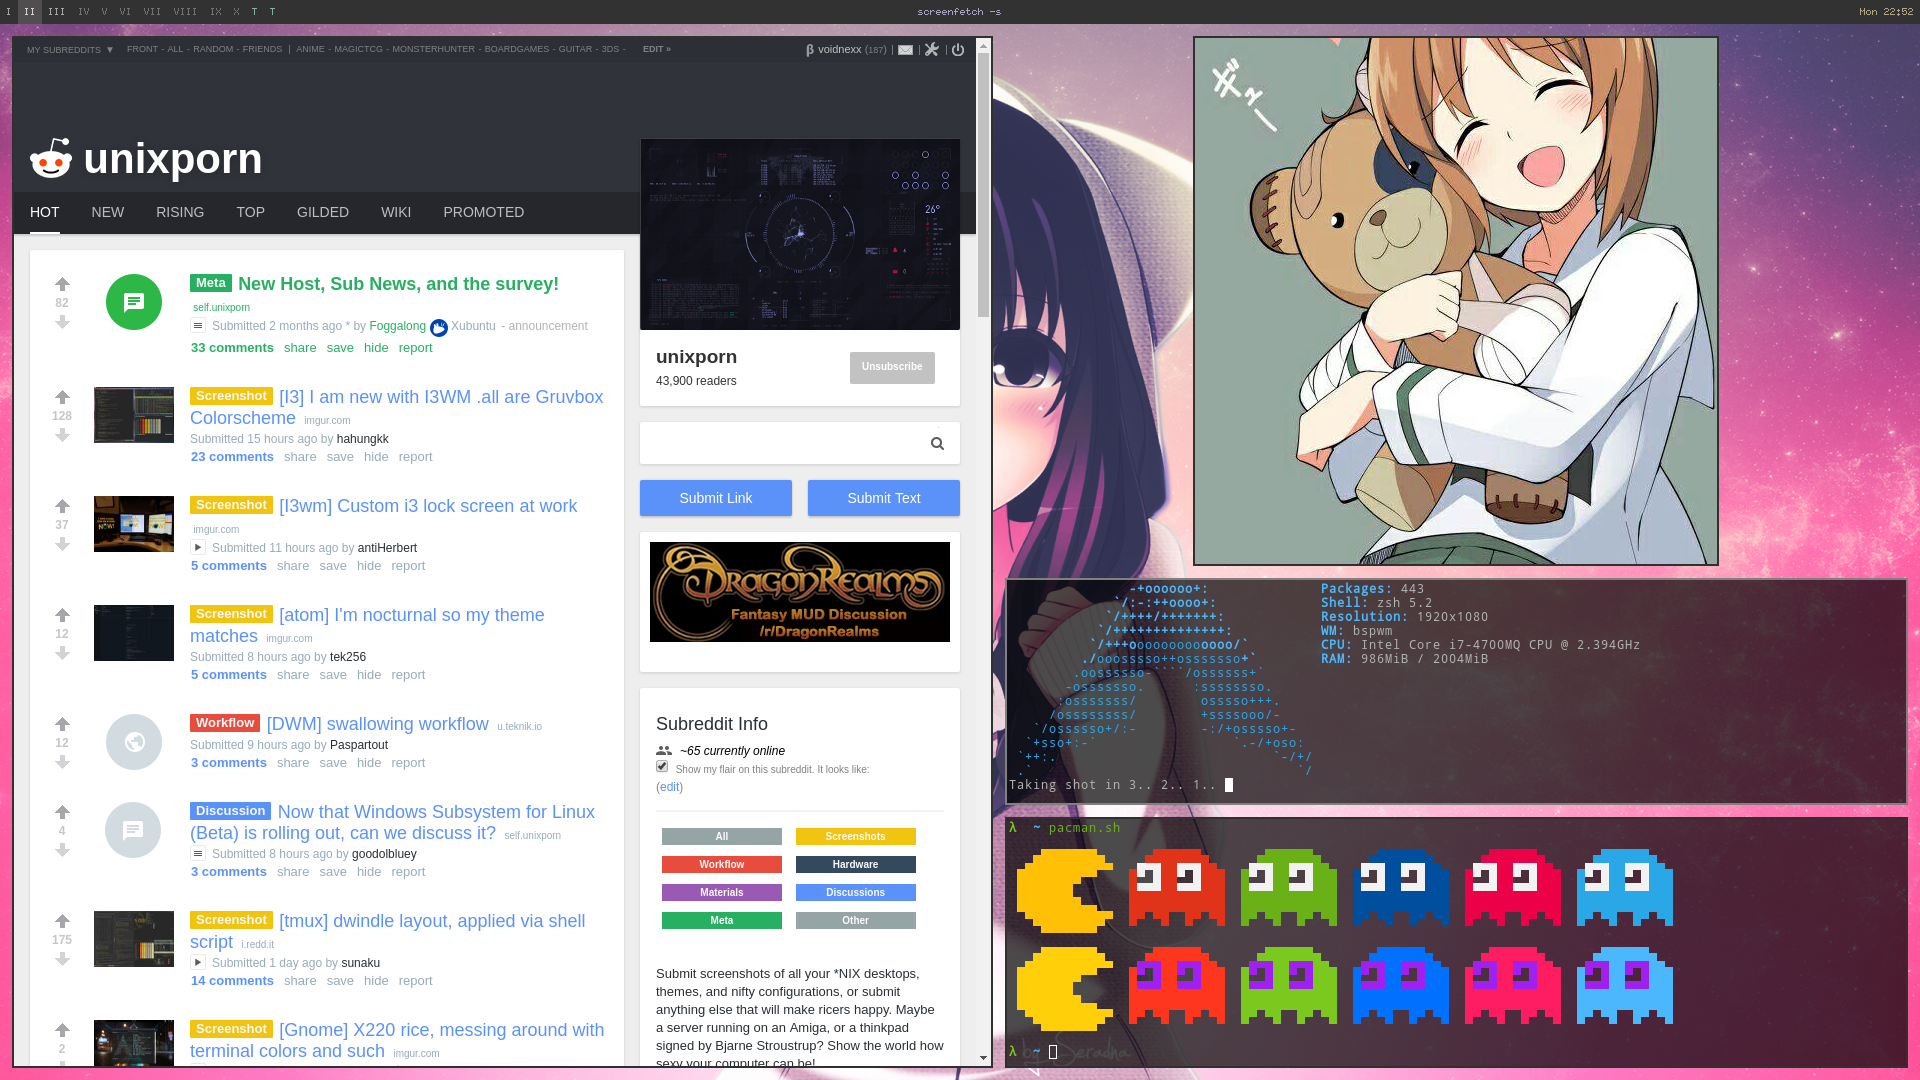 I II III IV V VI VII VIII IX X T T
screenfetch -s
Mon 22:52
MY SUBREDDITS ▼ FRONT - ALL - RANDOM - FRIENDS | ANIME - MAGICTCG - MONSTERHUNTER - BOARDGAMES - GUITAR - 3DS - EDIT »
β voidnexx (187) | | |
unixporn
HOT NEW RISING TOP GILDED WIKI PROMOTED
82
Meta New Host, Sub News, and the survey!
self.unixporn
Submitted 2 months ago * by Foggalong Xubuntu - announcement
33 comments share save hide report
128
Screenshot [I3] I am new with I3WM .all are Gruvbox
Colorscheme imgur.com
Submitted 15 hours ago by hahungkk
23 comments share save hide report
37
Screenshot [I3wm] Custom i3 lock screen at work
imgur.com
Submitted 11 hours ago by antiHerbert
5 comments share save hide report
12
Screenshot [atom] I'm nocturnal so my theme
matches imgur.com
Submitted 8 hours ago by tek256
5 comments share save hide report
12
Workflow [DWM] swallowing workflow u.teknik.io
Submitted 9 hours ago by Paspartout
3 comments share save hide report
4
Discussion Now that Windows Subsystem for Linux
(Beta) is rolling out, can we discuss it? self.unixporn
Submitted 8 hours ago by goodolbluey
3 comments share save hide report
175
Screenshot [tmux] dwindle layout, applied via shell
script i.redd.it
Submitted 1 day ago by sunaku
14 comments share save hide report
2
Screenshot [Gnome] X220 rice, messing around with
terminal colors and such imgur.com
26°
unixporn
43,900 readers
Unsubscribe
Submit Link Submit Text
DragonRealms
Fantasy MUD Discussion
/r/DragonRealms
Subreddit Info
~65 currently online
Show my flair on this subreddit. It looks like:
(edit)
All Screenshots
Workflow Hardware
Materials Discussions
Meta Other
Submit screenshots of all your *NIX desktops,
themes, and nifty configurations, or submit
anything else that will make ricers happy. Maybe
a server running on an Amiga, or a thinkpad
signed by Bjarne Stroustrup? Show the world how
sexy your computer can be!
ギュー
Packages: 443
Shell: zsh 5.2
Resolution: 1920x1080
WM: bspwm
CPU: Intel Core i7-4700MQ CPU @ 2.394GHz
RAM: 986MiB / 2004MiB
Taking shot in 3.. 2.. 1..
λ ~ pacman.sh
λ ~
by Seradna